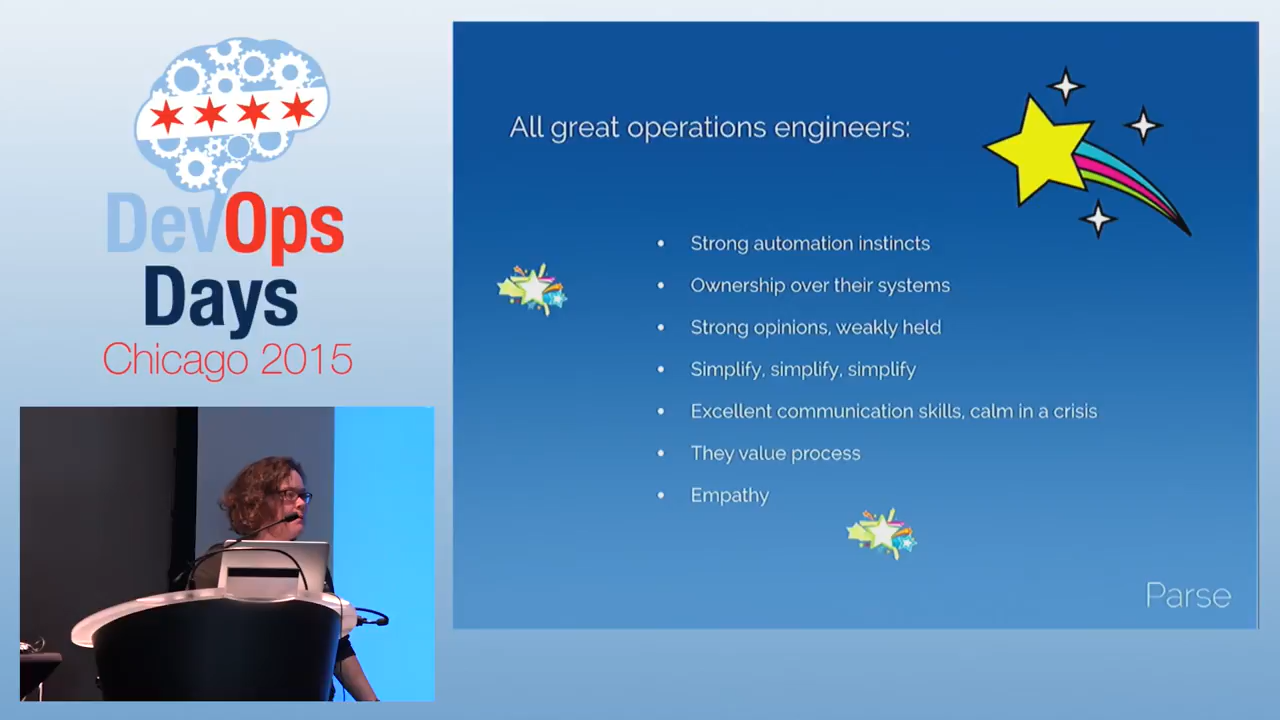 DevOps
Days
Chicago 2015
All great operations engineers:
• Strong automation instincts
• Ownership over their systems
• Strong opinions, weakly held
• Simplify, simplify, simplify
• Excellent communication skills, calm in a crisis
• They value process
• Empathy
Parse